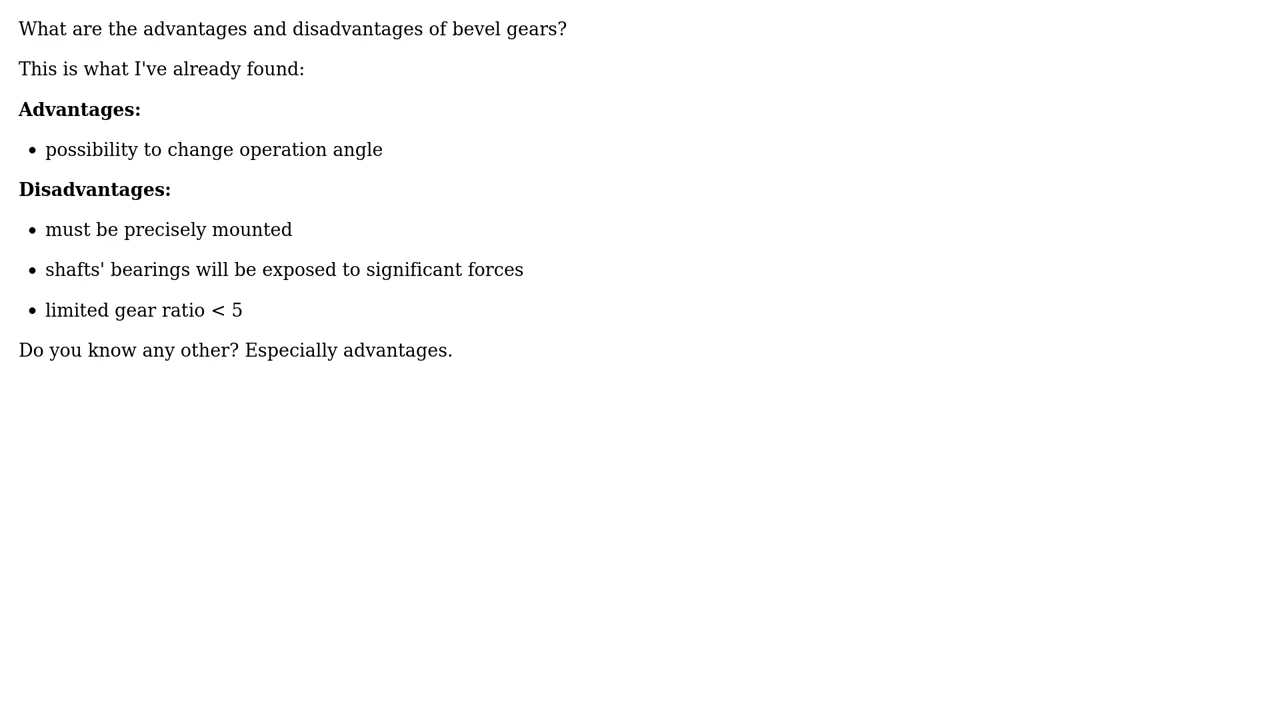 What are the advantages and disadvantages of bevel gears?
This is what I've already found:
Advantages:
• possibility to change operation angle
Disadvantages:
• must be precisely mounted
• shafts' bearings will be exposed to significant forces
• limited gear ratio < 5
Do you know any other? Especially advantages.